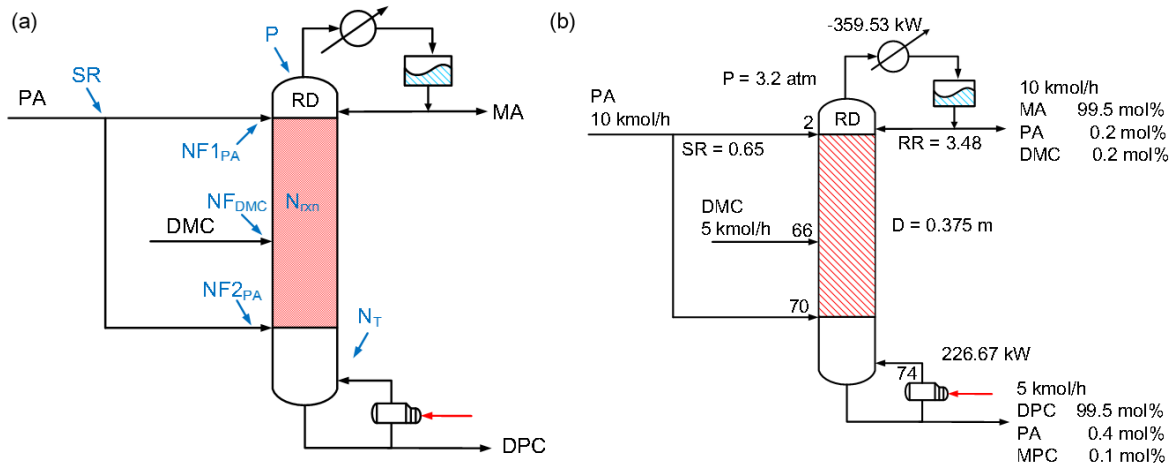 (a)
P
SR
PA
RD
MA
NF1PA
NFDMC
Nrxn
DMC
NF2PA
NT
DPC
(b)
-359.53 kW
P = 3.2 atm
PA
10 kmol/h
2
RD
10 kmol/h
MA 99.5 mol%
PA 0.2 mol%
DMC 0.2 mol%
SR = 0.65
RR = 3.48
DMC
5 kmol/h
66
D = 0.375 m
70
226.67 kW
74
5 kmol/h
DPC 99.5 mol%
PA 0.4 mol%
MPC 0.1 mol%